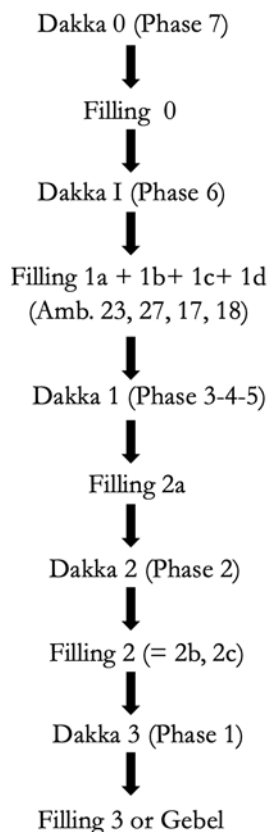 Dakka 0 (Phase 7)
Filling 0
Dakka I (Phase 6)
Filling 1a + 1b+ 1c+ 1d
(Amb. 23, 27, 17, 18)
Dakka 1 (Phase 3-4-5)
Filling 2a
Dakka 2 (Phase 2)
Filling 2 (= 2b, 2c)
Dakka 3 (Phase 1)
Filling 3 or Gebel